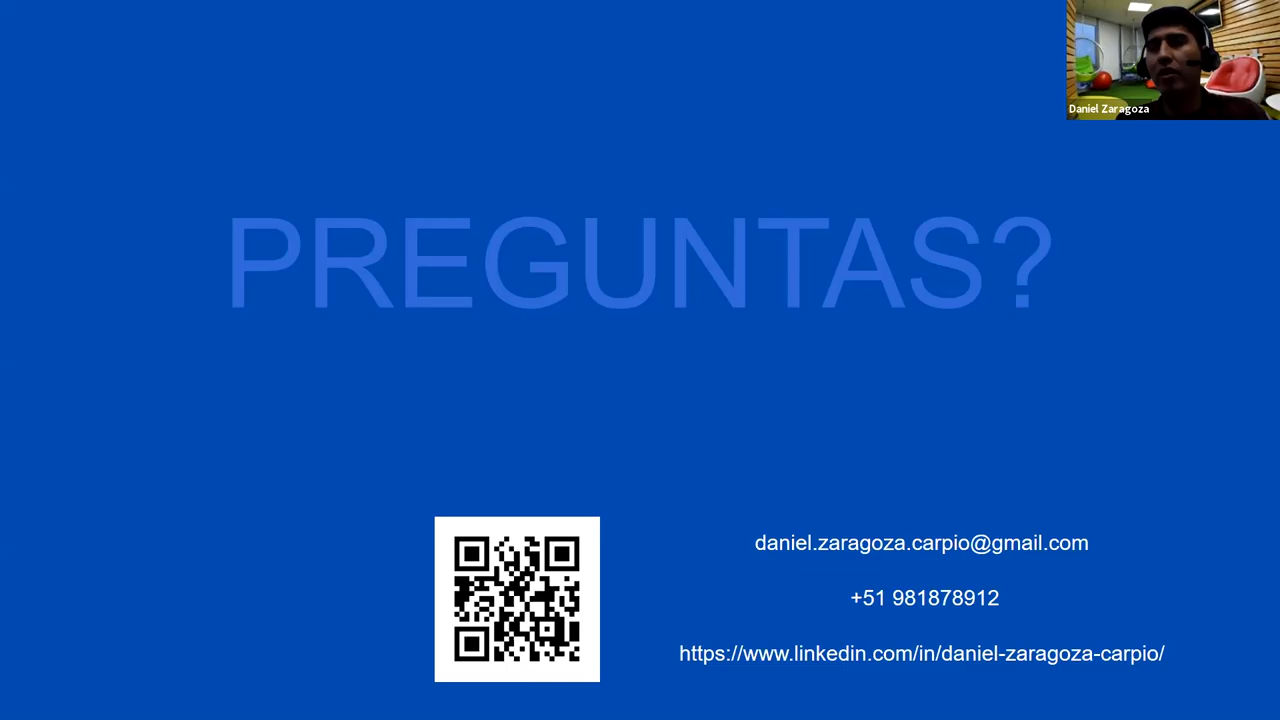 Daniel Zaragoza
PREGUNTAS?
daniel.zaragoza.carpio@gmail.com
+51 981878912
https://www.linkedin.com/in/daniel-zaragoza-carpio/